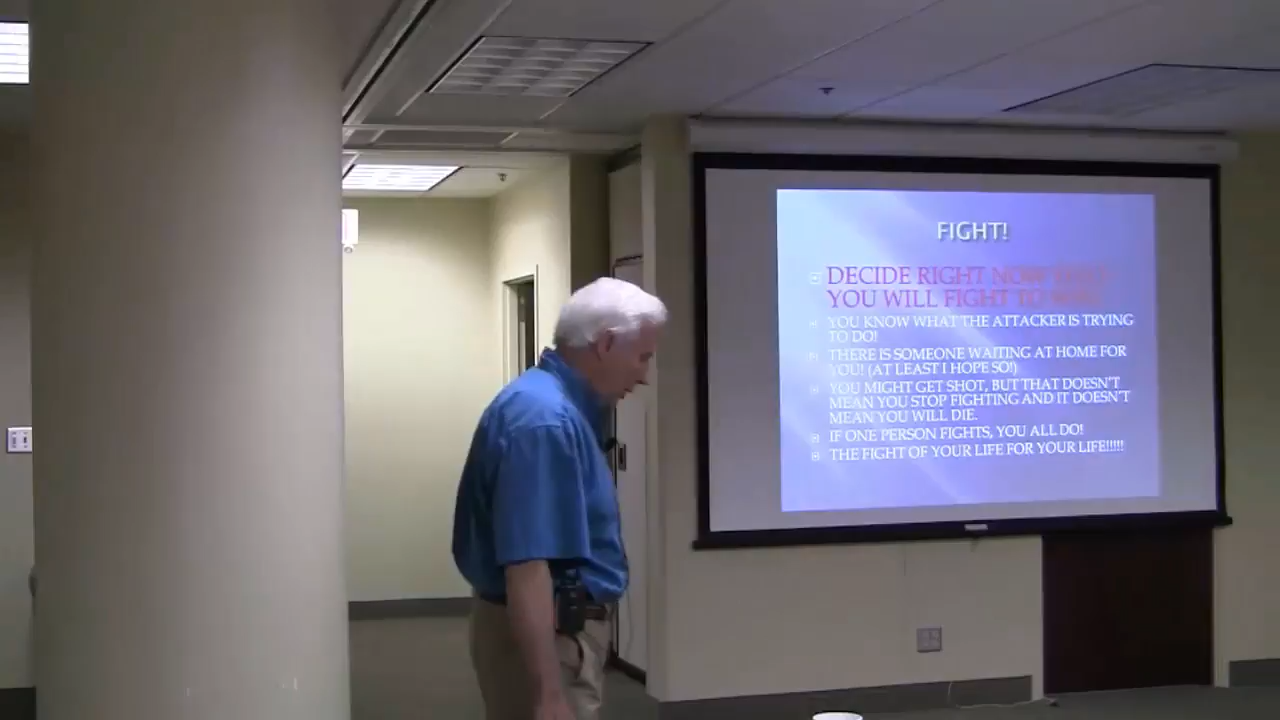 FIGHT!
DECIDE RIGHT NOW THAT
YOU WILL FIGHT TO
YOU KNOW WHAT THE ATTACKER IS TRYING
TO DO!
THERE IS SOMEONE WAITING AT HOME FOR
YOU! (AT LEAST I HOPE SO!)
YOU MIGHT GET SHOT, BUT THAT DOESN'T
MEAN YOU STOP FIGHTING AND IT DOESN'T
MEAN YOU WILL DIE.
IF ONE PERSON FIGHTS, YOU ALL DO!
THE FIGHT OF YOUR LIFE FOR YOUR LIFE!!!!!